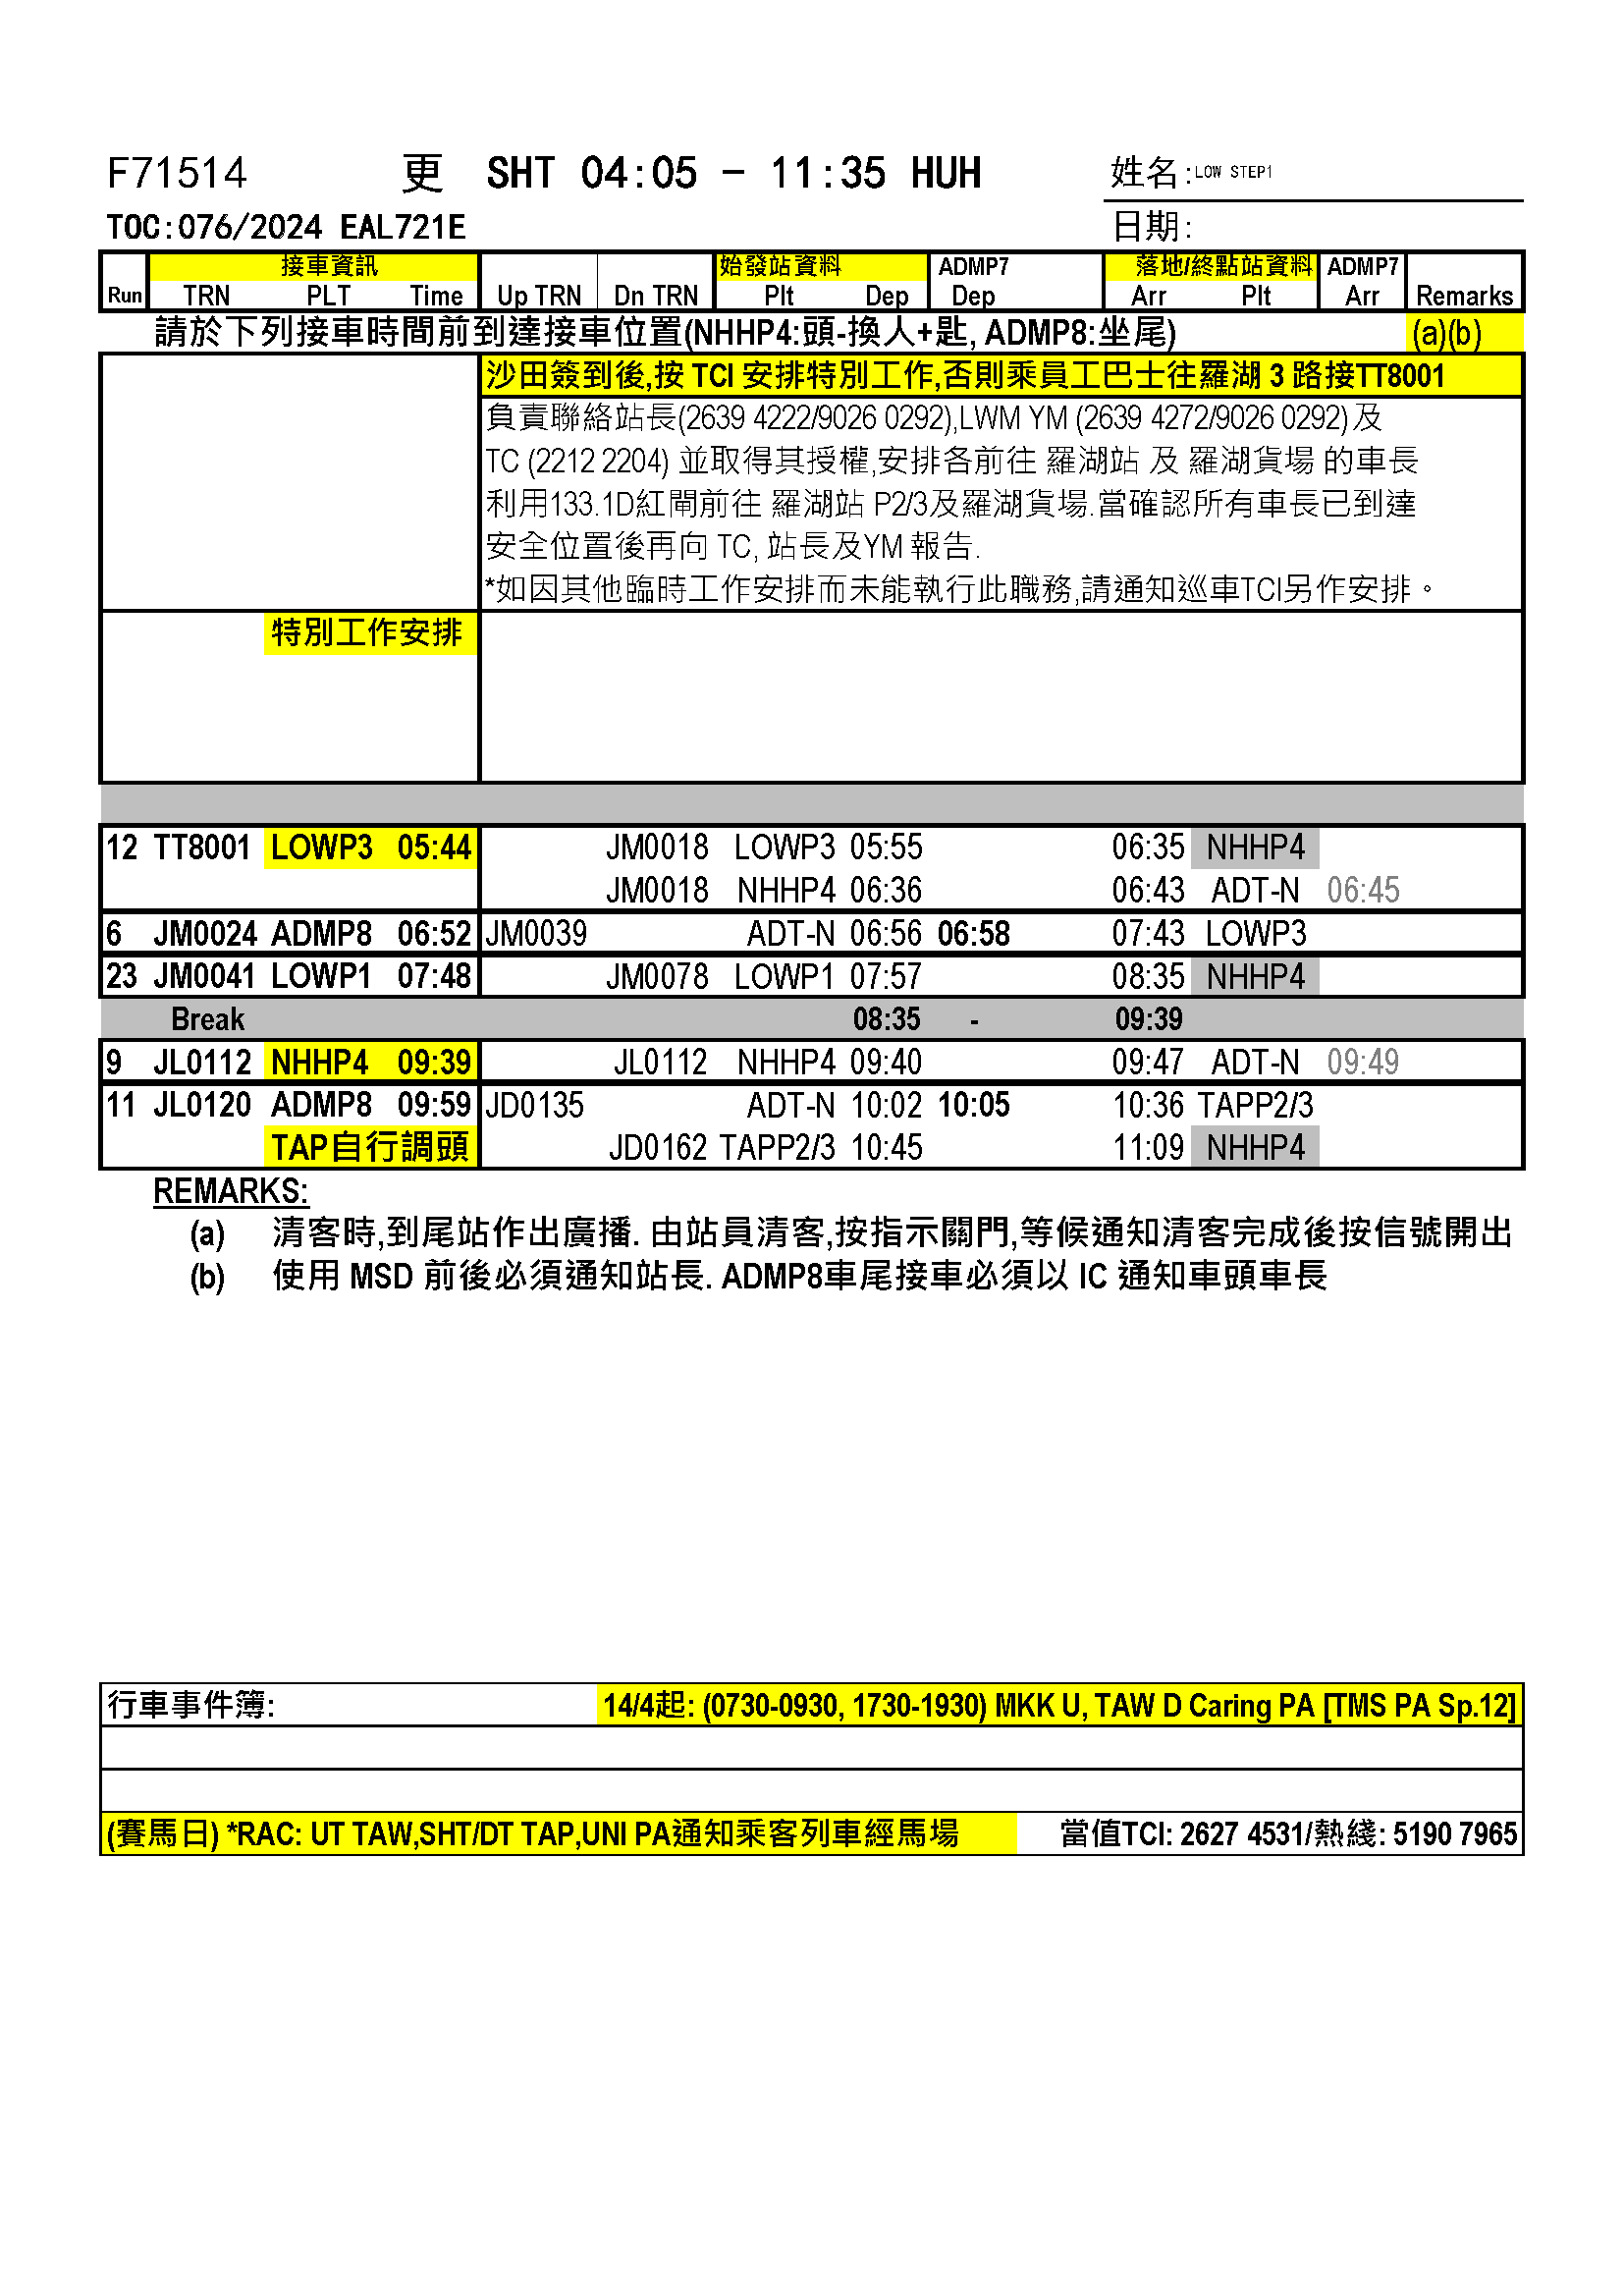 F71514 更 SHT 04:05 - 11:35 HUH 姓名:LOW STEP1
TOC:076/2024 EAL721E 日期:
接車資訊 始發站資料 ADMP7 落地/終點站資料 ADMP7
Run TRN PLT Time Up TRN Dn TRN Plt Dep Dep Arr Plt Arr Remarks
請於下列接車時間前到達接車位置(NHHP4:頭-換人+匙, ADMP8:坐尾) (a)(b)
沙田簽到後,按 TCI 安排特別工作,否則乘員工巴士往羅湖 3 路接TT8001
負責聯絡站長(2639 4222/9026 0292),LWM YM (2639 4272/9026 0292)及
TC (2212 2204) 並取得其授權,安排各前往 羅湖站 及 羅湖貨場 的車長
利用133.1D紅閘前往 羅湖站 P2/3及羅湖貨場.當確認所有車長已到達
安全位置後再向 TC, 站長及YM 報告.
*如因其他臨時工作安排而未能執行此職務,請通知巡車TCI另作安排。
特別工作安排
12 TT8001 LOWP3 05:44 JM0018 LOWP3 05:55 06:35 NHHP4
JM0018 NHHP4 06:36 06:43 ADT-N 06:45
6 JM0024 ADMP8 06:52 JM0039 ADT-N 06:56 06:58 07:43 LOWP3
23 JM0041 LOWP1 07:48 JM0078 LOWP1 07:57 08:35 NHHP4
Break 08:35 - 09:39
9 JL0112 NHHP4 09:39 JL0112 NHHP4 09:40 09:47 ADT-N 09:49
11 JL0120 ADMP8 09:59 JD0135 ADT-N 10:02 10:05 10:36 TAPP2/3
TAP自行調頭 JD0162 TAPP2/3 10:45 11:09 NHHP4
REMARKS:
(a) 清客時,到尾站作出廣播. 由站員清客,按指示關門,等候通知清客完成後按信號開出
(b) 使用 MSD 前後必須通知站長. ADMP8車尾接車必須以 IC 通知車頭車長
行車事件簿: 14/4起: (0730-0930, 1730-1930) MKK U, TAW D Caring PA [TMS PA Sp.12]
(賽馬日) *RAC: UT TAW,SHT/DT TAP,UNI PA通知乘客列車經馬場 當值TCI: 2627 4531/熱綫: 5190 7965